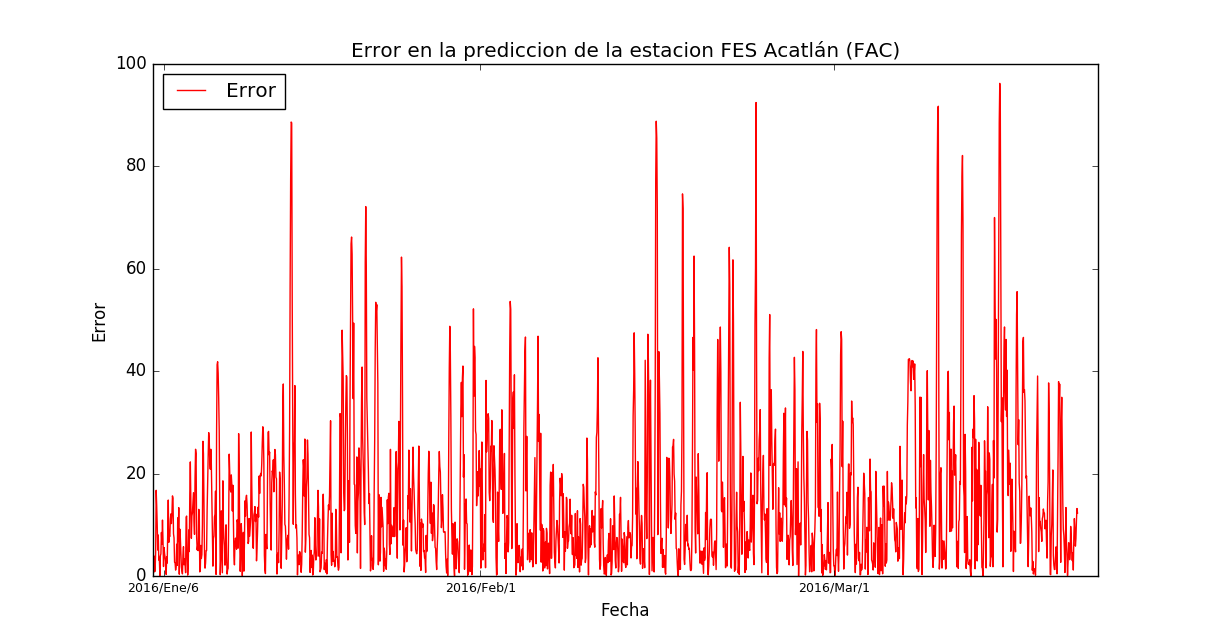 Error en la prediccion de la estacion FES Acatlán (FAC)
Error
100
80
60
40
20
0
Error
2016/Ene/6
2016/Feb/1
2016/Mar/1
Fecha